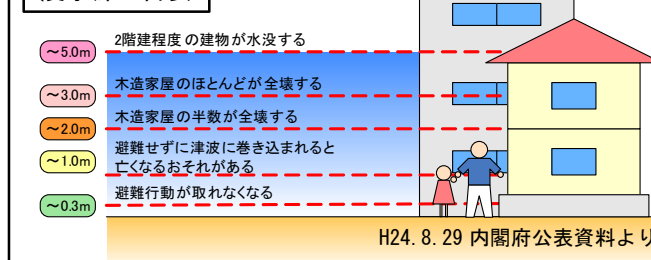 ~5.0m
2階建程度の建物が水没する
~3.0m
木造家屋のほとんどが全壊する
~2.0m
木造家屋の半数が全壊する
~1.0m
避難せずに津波に巻き込まれると
亡くなるおそれがある
~0.3m
避難行動が取れなくなる
H24.8.29 内閣府公表資料より